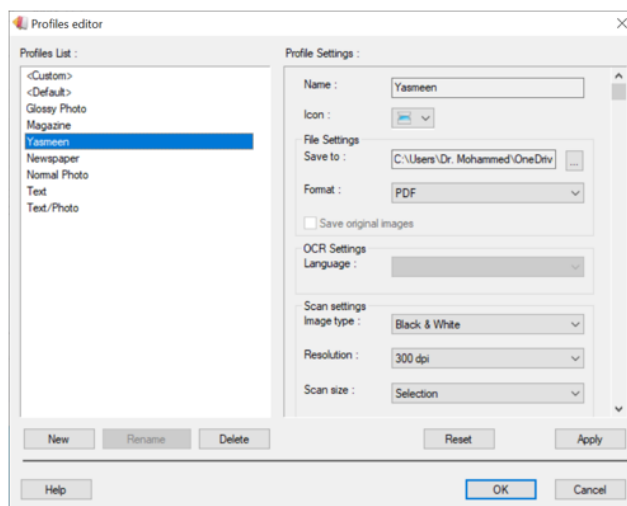 Profiles editor
Profiles List :
<Custom>
<Default>
Glossy Photo
Magazine
Yasmeen
Newspaper
Normal Photo
Text
Text/Photo
New
Rename
Delete
Profile Settings :
Name :
Yasmeen
Icon :
File Settings
Save to :
C:\Users\Dr. Mohammed\OneDriv
...
Format :
PDF
Save original images
OCR Settings
Language :
Scan settings
Image type :
Black & White
Resolution :
300 dpi
Scan size :
Selection
Reset
Apply
Help
OK
Cancel